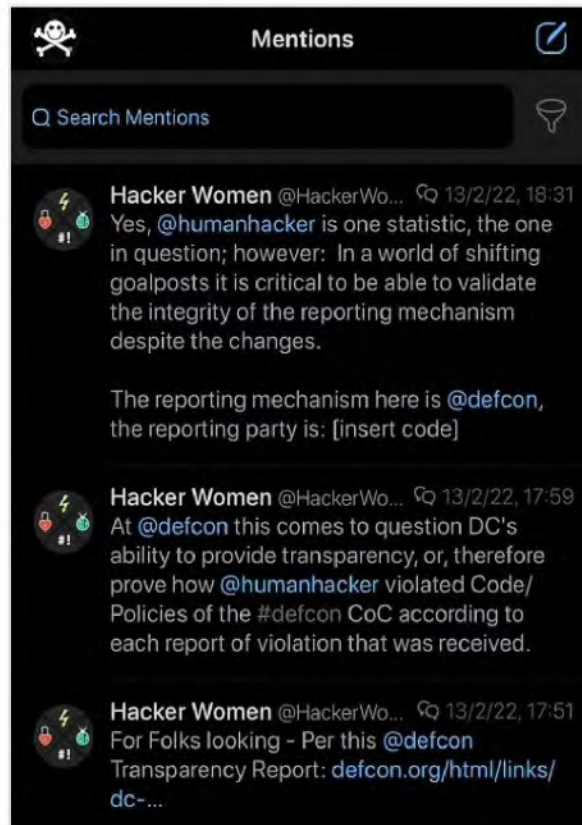 Mentions
Search Mentions
Hacker Women @HackerWo... 13/2/22, 18:31
Yes, @humanhacker is one statistic, the one
in question; however: In a world of shifting
goalposts it is critical to be able to validate
the integrity of the reporting mechanism
despite the changes.
The reporting mechanism here is @defcon,
the reporting party is: [insert code]
#!
Hacker Women @HackerWo... 13/2/22, 17:59
At @defcon this comes to question DC's
ability to provide transparency, or, therefore
prove how @humanhacker violated Code/
Policies of the #defcon CoC according to
each report of violation that was received.
#!
Hacker Women @HackerWo... 13/2/22, 17:51
For Folks looking - Per this @defcon
Transparency Report: defcon.org/html/links/
dc-...
#!